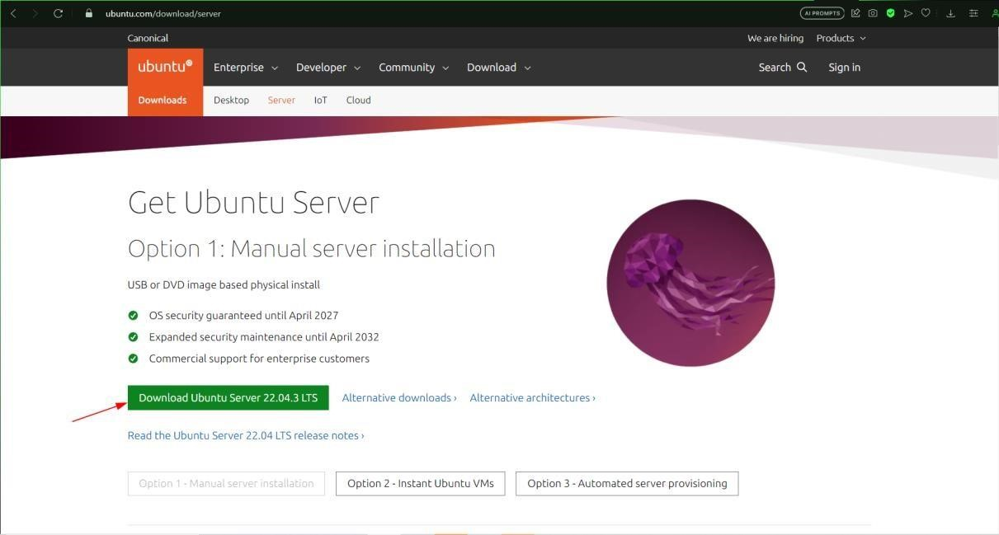 ubuntu.com/download/server
AI PROMPTS
Canonical
We are hiring Products
ubuntu®
Enterprise Developer Community Download
Search Sign in
Downloads Desktop Server IoT Cloud
Get Ubuntu Server
Option 1: Manual server installation
USB or DVD image based physical install
OS security guaranteed until April 2027
Expanded security maintenance until April 2032
Commercial support for enterprise customers
Download Ubuntu Server 22.04.3 LTS Alternative downloads › Alternative architectures ›
Read the Ubuntu Server 22.04 LTS release notes ›
Option 1 - Manual server installation Option 2 - Instant Ubuntu VMs Option 3 - Automated server provisioning